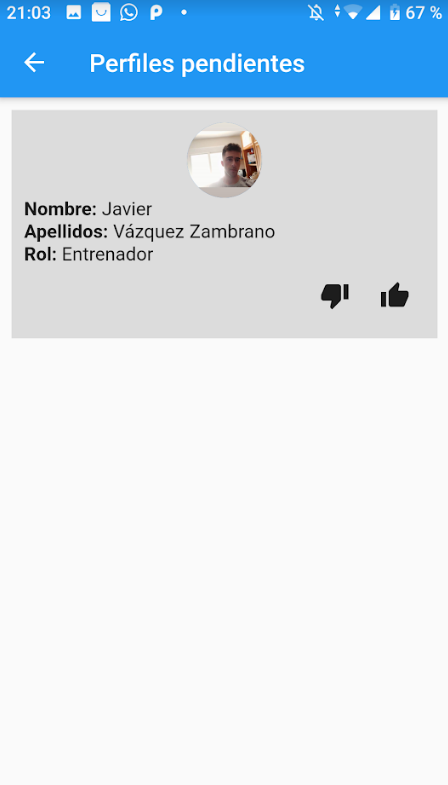 21:03 67 %
Perfiles pendientes
Nombre: Javier
Apellidos: Vázquez Zambrano
Rol: Entrenador